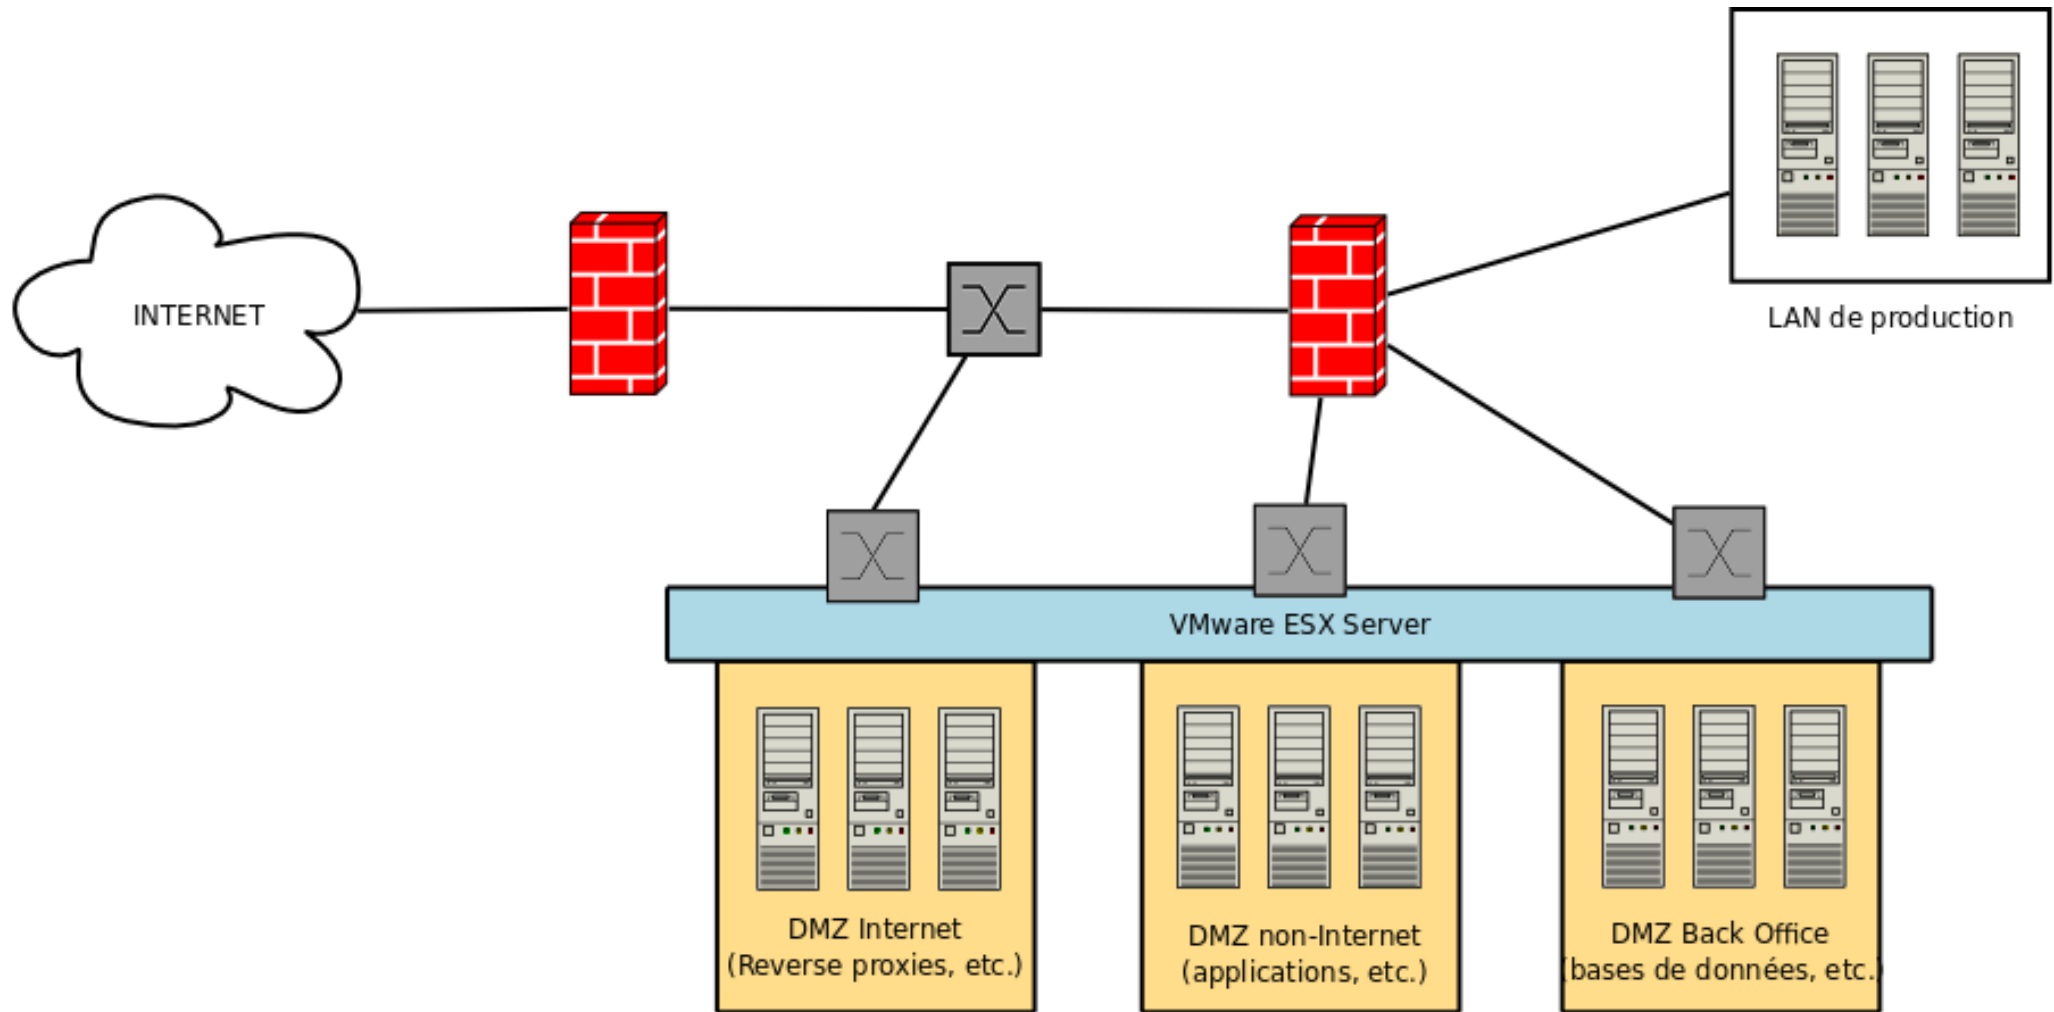 INTERNET
LAN de production
VMware ESX Server
DMZ Internet
(Reverse proxies, etc.)
DMZ non-Internet
(applications, etc.)
DMZ Back Office
(bases de données, etc.)